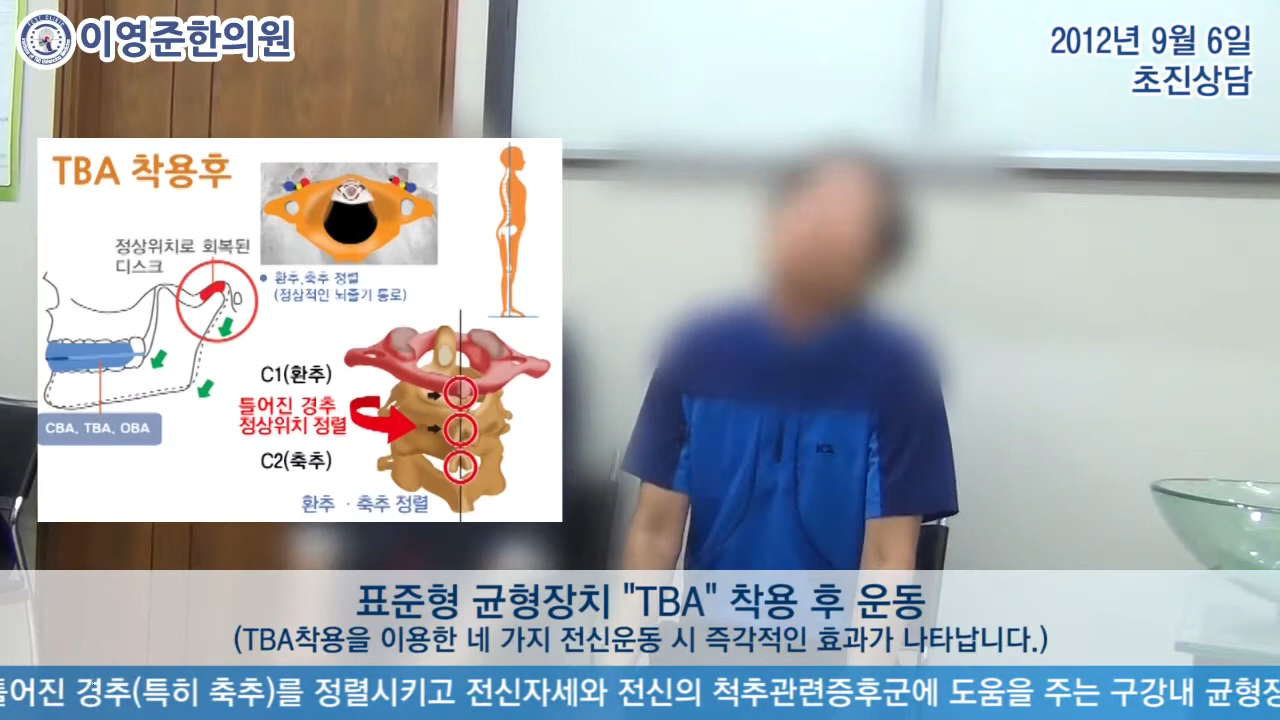 이영준한의원
2012년 9월 6일
초진상담
TBA 착용후
정상위치로 회복된
디스크
환추,축추 정렬
(정상적인 뇌줄기 통로)
C1(환추)
틀어진 경추
정상위치 정렬
C2(축추)
CBA, TBA, OBA
환추 · 축추 정렬
표준형 균형장치 "TBA" 착용 후 운동
(TBA착용을 이용한 네 가지 전신운동 시 즉각적인 효과가 나타납니다.)
틀어진 경추(특히 축추)를 정렬시키고 전신자세와 전신의 척추관련증후군에 도움을 주는 구강내 균형장